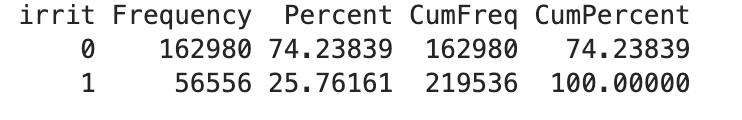 irrit Frequency Percent CumFreq CumPercent
0 162980 74.23839 162980 74.23839
1 56556 25.76161 219536 100.00000